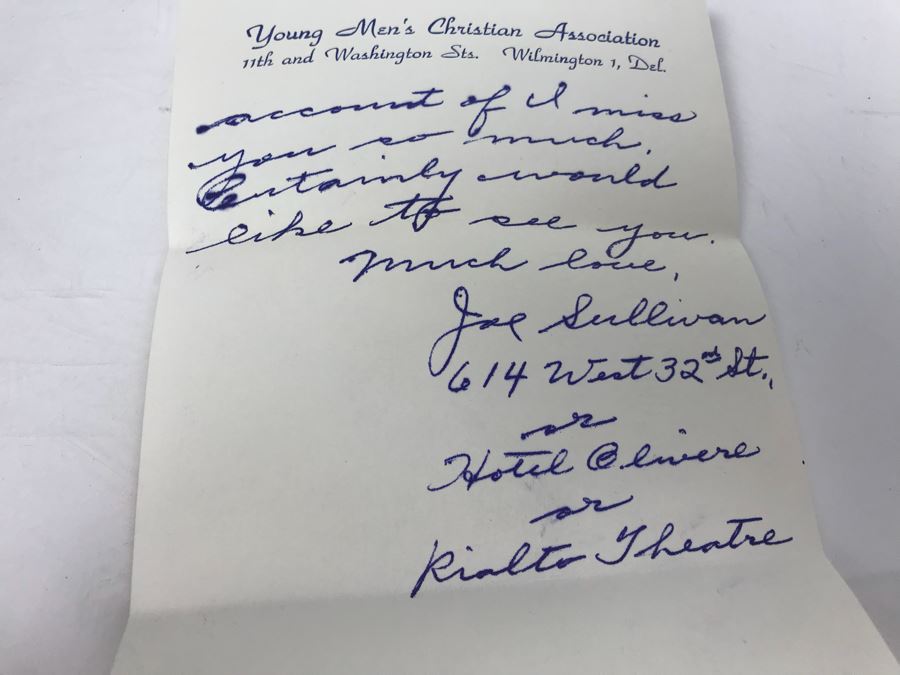 Young Men's Christian Association
11th and Washington Sts. Wilmington 1, Del.
account of I miss
you so much.
Certainly would
like to see you.
Much love,
Joe Sullivan
614 West 32nd St.,
or
Hotel Olivere
or
Rialto Theatre